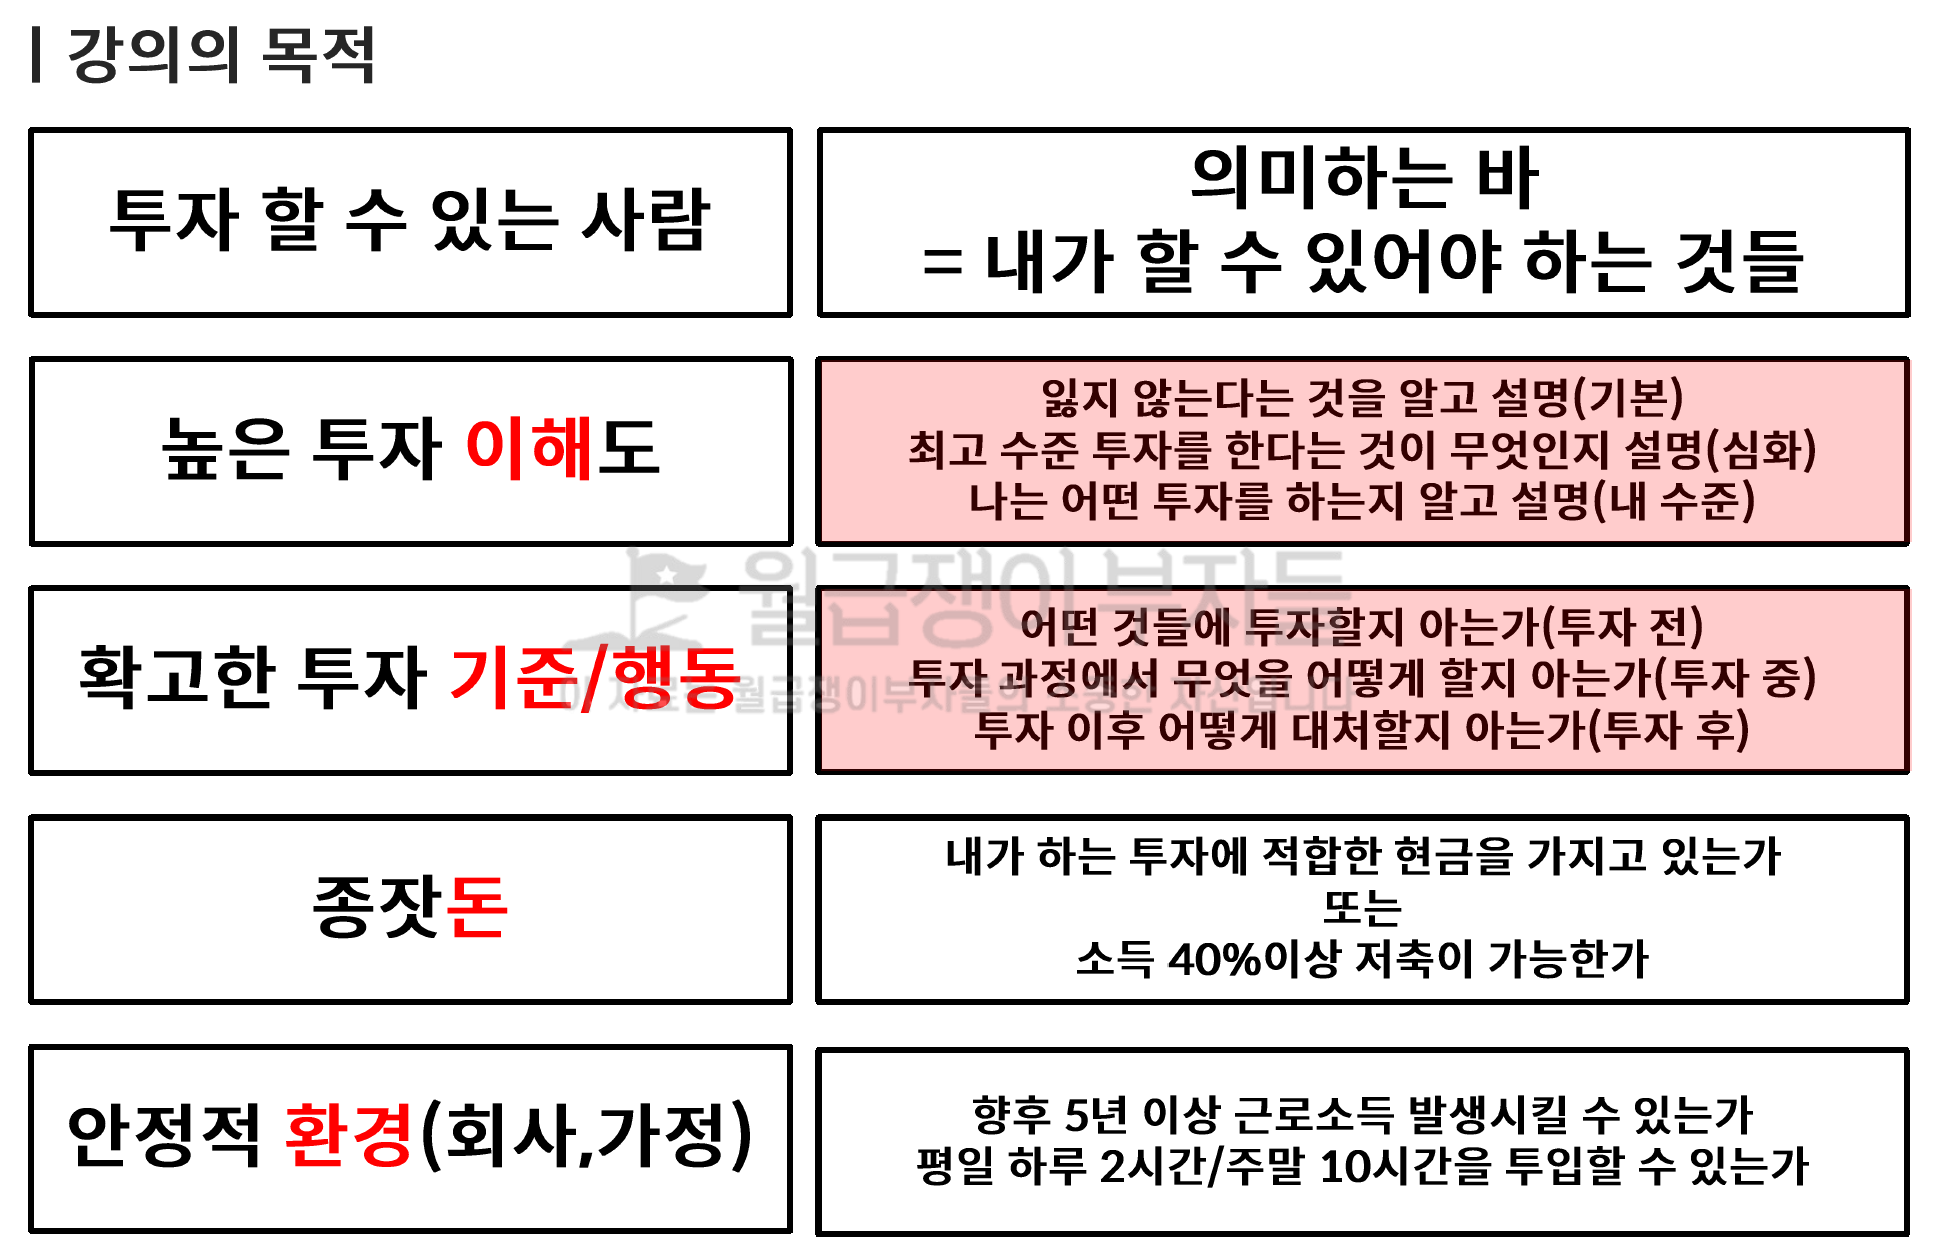 | 강의의 목적
투자 할 수 있는 사람
의미하는 바
= 내가 할 수 있어야 하는 것들
높은 투자 이해도
잃지 않는다는 것을 알고 설명(기본)
최고 수준 투자를 한다는 것이 무엇인지 설명(심화)
나는 어떤 투자를 하는지 알고 설명(내 수준)
월급쟁이 부자들
이 자료는 월급쟁이부자들의 소중한 자산입니다
확고한 투자 기준/행동
어떤 것들에 투자할지 아는가(투자 전)
투자 과정에서 무엇을 어떻게 할지 아는가(투자 중)
투자 이후 어떻게 대처할지 아는가(투자 후)
종잣돈
내가 하는 투자에 적합한 현금을 가지고 있는가
또는
소득 40%이상 저축이 가능한가
안정적 환경(회사,가정)
향후 5년 이상 근로소득 발생시킬 수 있는가
평일 하루 2시간/주말 10시간을 투입할 수 있는가